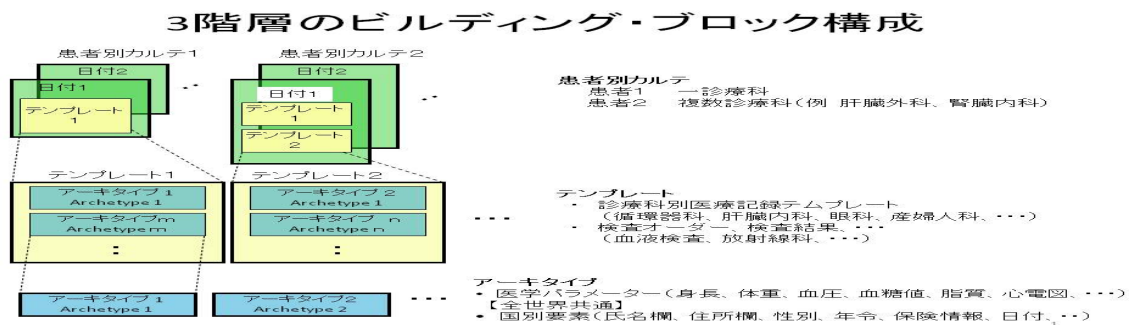 3階層のビルディング・ブロック構成
患者別カルテ1
患者別カルテ2
日付2
日付1
テンプレート
1
日付2
日付1
テンプレート
1
テンプレート
2
患者別カルテ
患者1 一診療科
患者2 複数診療科(例 肝臓外科、腎臓内科)
テンプレート1
アーキタイプ 1
Archetype 1
アーキタイプm
Archetype m
:
テンプレート2
アーキタイプ 2
Archetype 1
アーキタイプ n
Archetype n
:
・・・
テンプレート
・ 診療科別医療記録テムプレート
(循環器科、肝臓内科、眼科、産婦人科、・・・)
・ 検査オーダー、検査結果、・・・
(血液検査、放射線科、・・・)
アーキタイプ 1
Archetype 1
アーキタイプ2
Archetype 1
・・・
アーキタイプ
• 医学パラメーター(身長、体重、血圧、血糖値、脂質、心電図、・・・)
【全世界共通】
• 国別要素(氏名欄、住所欄、性別、年令、保険情報、日付、・・)